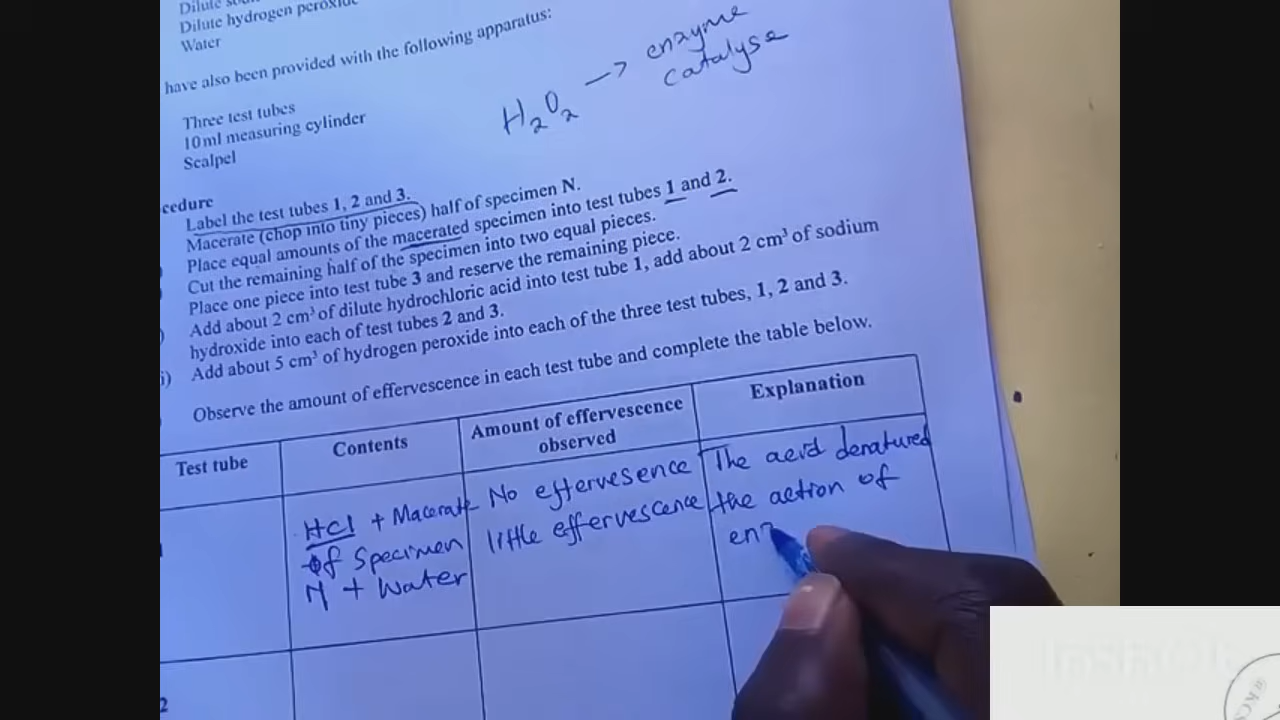 Dilute
Dilute hydrogen peroxide
Water
have also been provided with the following apparatus:
Three test tubes
10ml measuring cylinder
Scalpel
H2O2 → enzyme
catalyse
cedure
Label the test tubes 1, 2 and 3.
Macerate (chop into tiny pieces) half of specimen N.
Place equal amounts of the macerated specimen into test tubes 1 and 2.
Cut the remaining half of the specimen into two equal pieces.
Place one piece into test tube 3 and reserve the remaining piece.
Add about 2 cm³ of dilute hydrochloric acid into test tube 1, add about 2 cm³ of sodium
hydroxide into each of test tubes 2 and 3.
i) Add about 5 cm³ of hydrogen peroxide into each of the three test tubes, 1, 2 and 3.
Observe the amount of effervescence in each test tube and complete the table below.
Test tube
Contents
Amount of effervescence
observed
Explanation
HCl + Macerate
of Specimen
N + Water
No effervesence
little effervescence
The acid denatured
the action of
enz
2